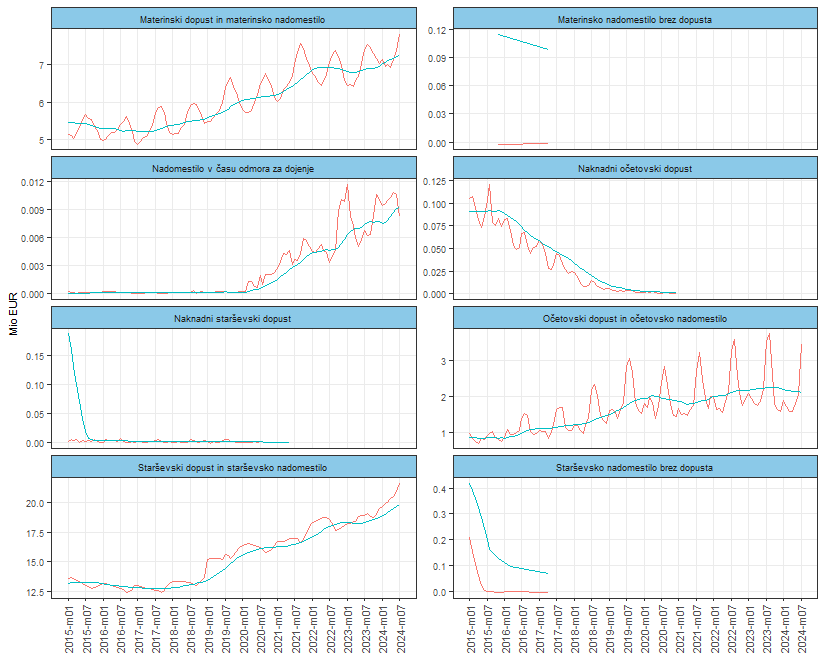 Materinski dopust in materinsko nadomestilo
Materinsko nadomestilo brez dopusta
7
6
5
0.12
0.09
0.06
0.03
0.00
Nadomestilo v času odmora za dojenje
Naknadni očetovski dopust
0.012
0.009
0.006
0.003
0.000
0.125
0.100
0.075
0.050
0.025
0.000
Naknadni starševski dopust
Očetovski dopust in očetovsko nadomestilo
0.15
0.10
0.05
0.00
3
2
1
Starševski dopust in starševsko nadomestilo
Starševsko nadomestilo brez dopusta
20.0
17.5
15.0
12.5
0.4
0.3
0.2
0.1
0.0
Mio EUR
2015-m01
2015-m07
2016-m01
2016-m07
2017-m01
2017-m07
2018-m01
2018-m07
2019-m01
2019-m07
2020-m01
2020-m07
2021-m01
2021-m07
2022-m01
2022-m07
2023-m01
2023-m07
2024-m01
2024-m07
2015-m01
2015-m07
2016-m01
2016-m07
2017-m01
2017-m07
2018-m01
2018-m07
2019-m01
2019-m07
2020-m01
2020-m07
2021-m01
2021-m07
2022-m01
2022-m07
2023-m01
2023-m07
2024-m01
2024-m07